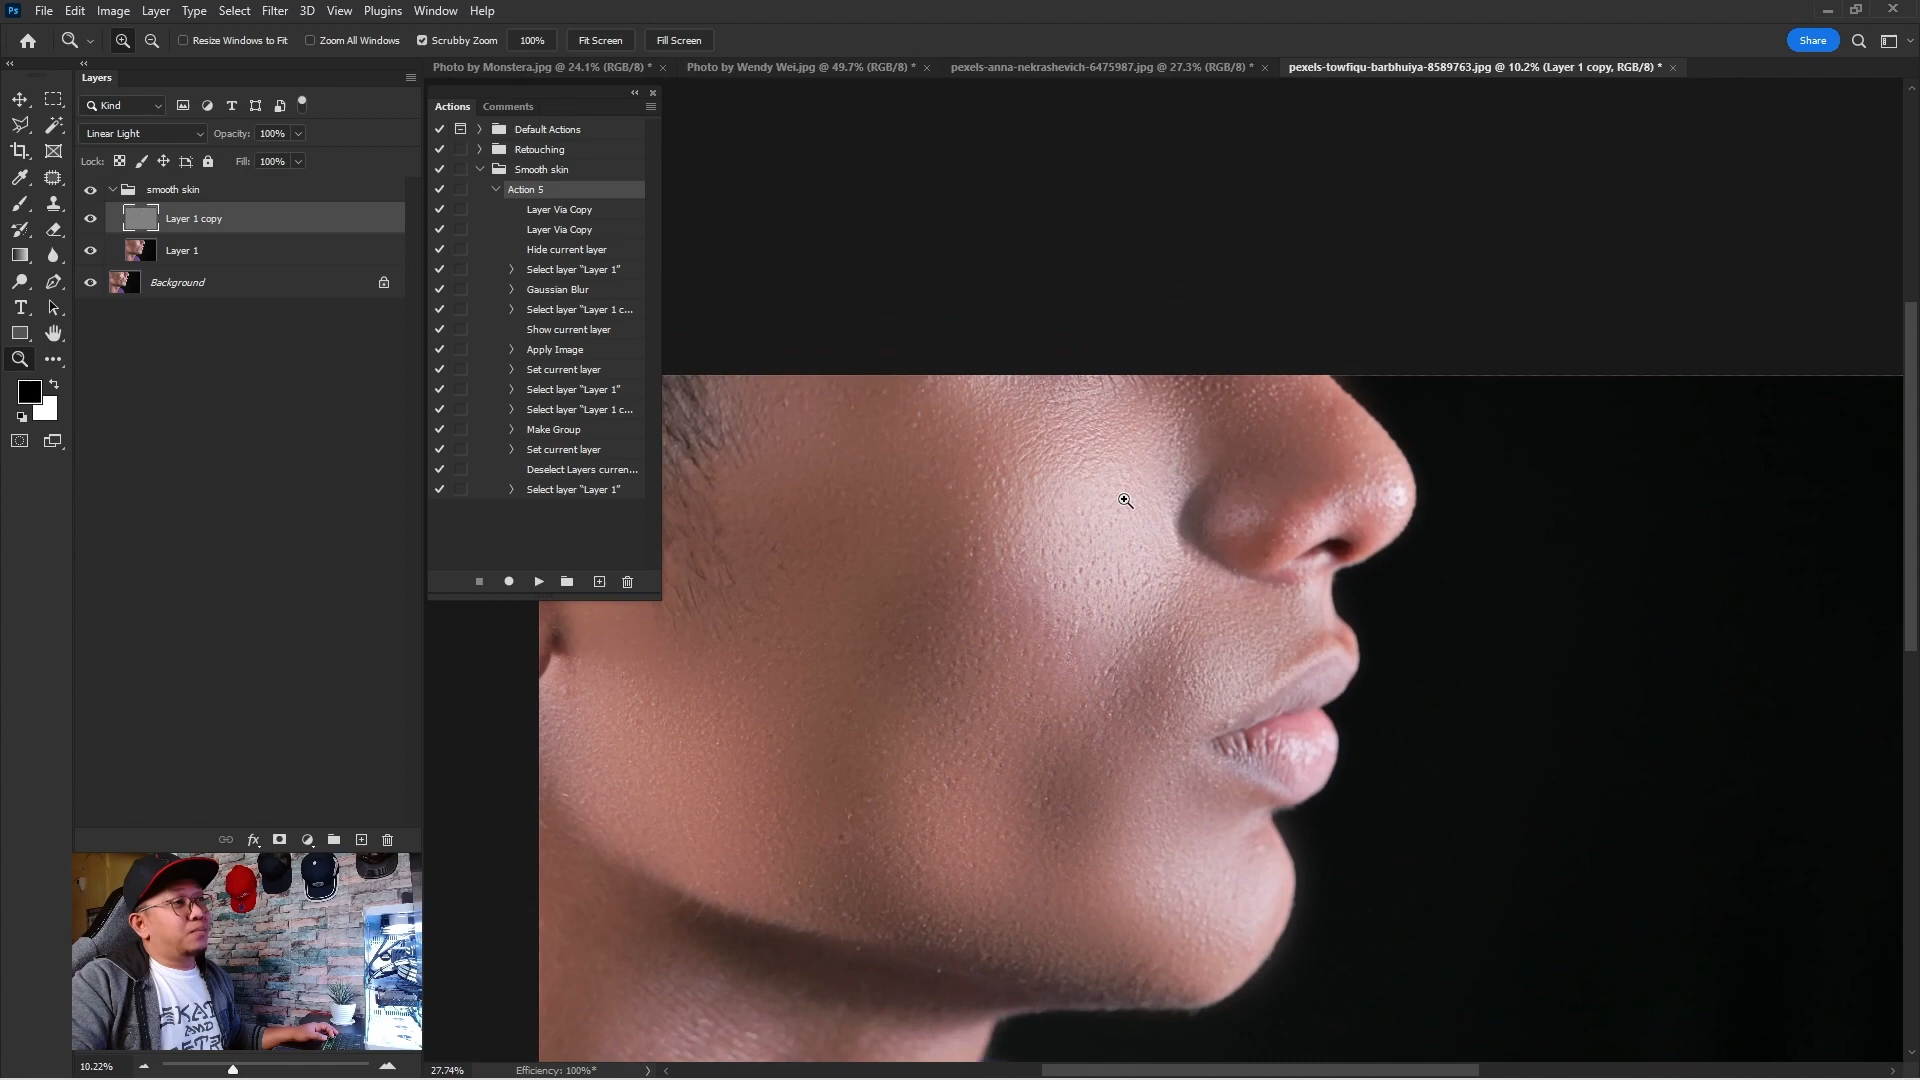 Ps File Edit Image Layer Type Select Filter 3D View Plugins Window Help
Resize Windows to Fit Zoom All Windows Scrubby Zoom 100% Fit Screen Fill Screen Share
Layers
Photo by Monstera.jpg @ 24.1% (RGB/8) * Photo by Wendy Wei.jpg @ 49.7% (RGB/8) * pexels-anna-nekrashevich-6475987.jpg @ 27.3% (RGB/8) * pexels-towfiqu-barbhuiya-8589763.jpg @ 10.2% (Layer 1 copy, RGB/8) *
Kind
Linear Light Opacity: 100%
Lock: Fill: 100%
smooth skin
Layer 1 copy
Layer 1
Background
Actions Comments
Default Actions
Retouching
Smooth skin
Action 5
Layer Via Copy
Layer Via Copy
Hide current layer
Select layer “Layer 1”
Gaussian Blur
Select layer “Layer 1 c...
Show current layer
Apply Image
Set current layer
Select layer “Layer 1”
Select layer “Layer 1 c...
Make Group
Set current layer
Deselect Layers curren...
Select layer “Layer 1”
fx
AND
10.22%
27.74% Efficiency: 100%*